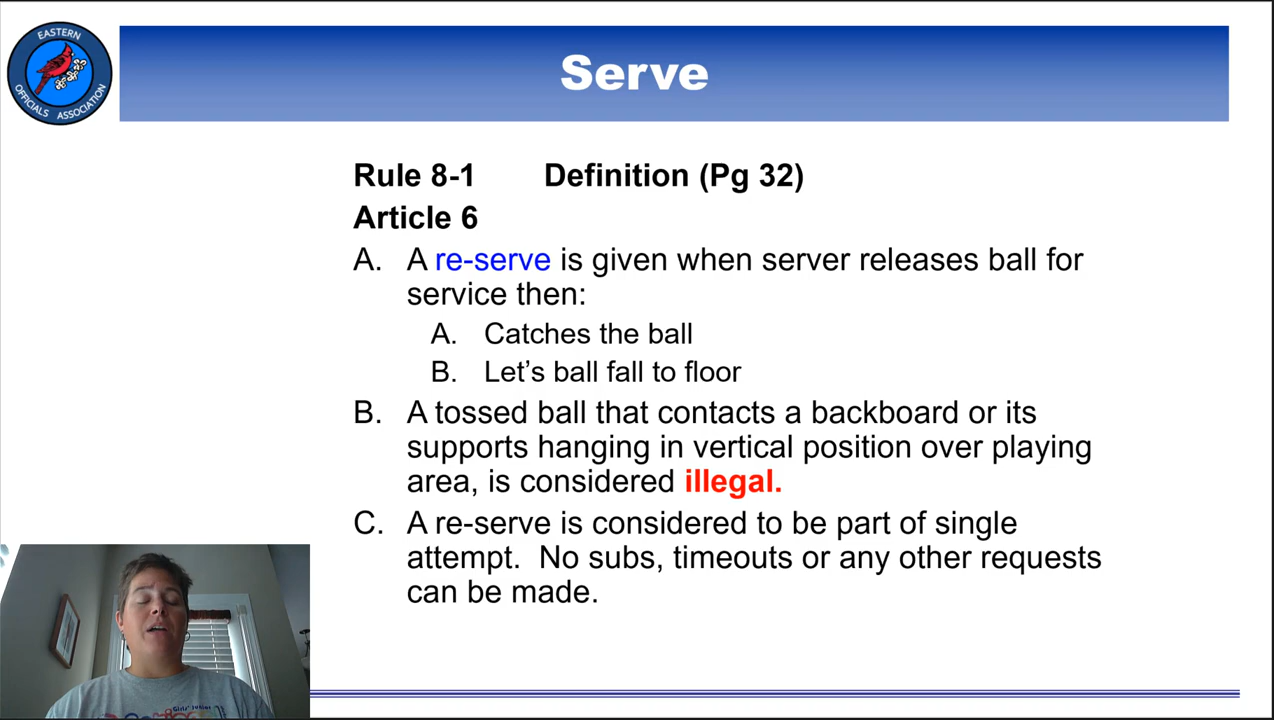 EASTERN
OFFICIALS ASSOCIATION
Serve
Rule 8-1 Definition (Pg 32)
Article 6
A. A re-serve is given when server releases ball for
service then:
A. Catches the ball
B. Let's ball fall to floor
B. A tossed ball that contacts a backboard or its
supports hanging in vertical position over playing
area, is considered illegal.
C. A re-serve is considered to be part of single
attempt. No subs, timeouts or any other requests
can be made.
Girls' Junior